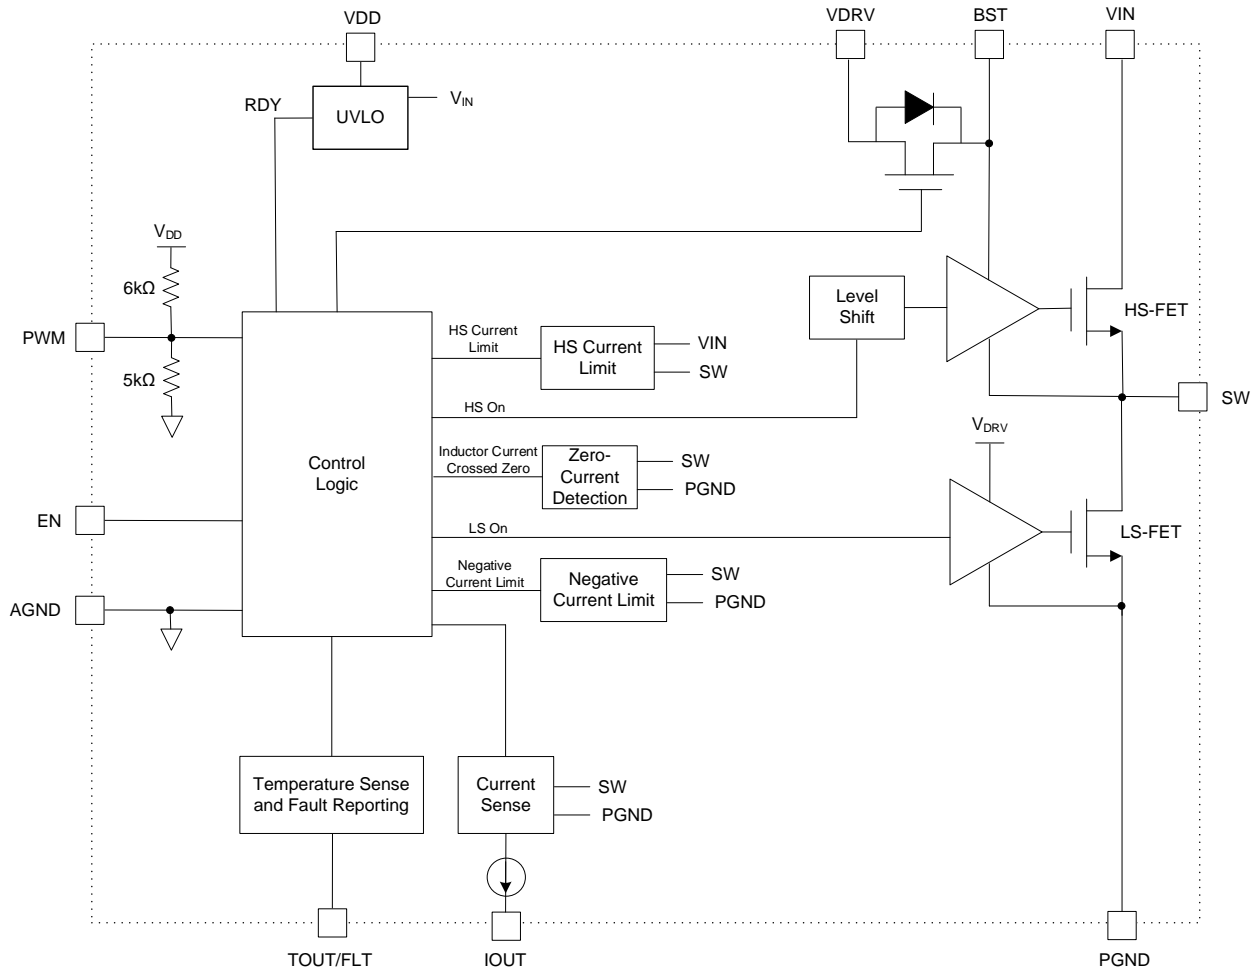 VDD
VDRV
BST
VIN
RDY
UVLO
V_IN
V_DD
6kΩ
PWM
5kΩ
Level
Shift
HS-FET
HS Current
Limit
HS Current
Limit
VIN
SW
SW
HS On
V_DRV
Control
Logic
Inductor Current
Crossed Zero
Zero-
Current
Detection
SW
PGND
EN
LS On
LS-FET
Negative
Current Limit
Negative
Current Limit
SW
PGND
AGND
Temperature Sense
and Fault Reporting
Current
Sense
SW
PGND
TOUT/FLT
IOUT
PGND